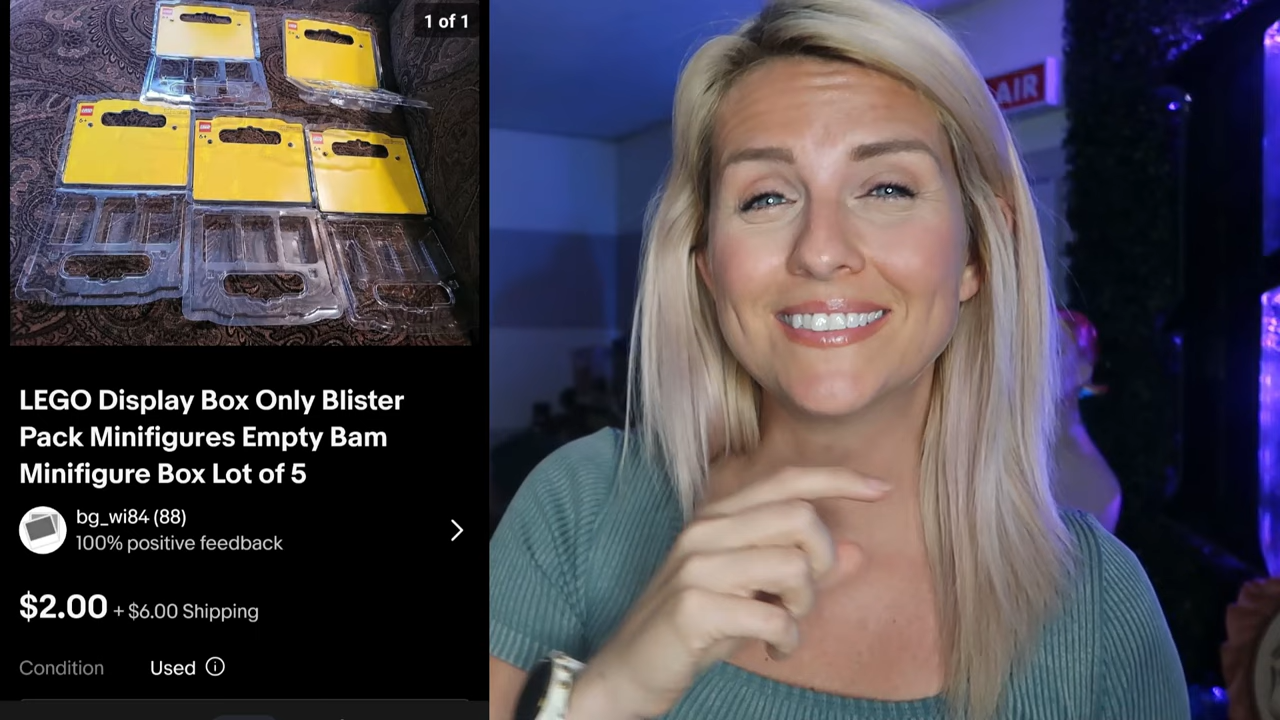 1 of 1
AIR
LEGO Display Box Only Blister
Pack Minifigures Empty Bam
Minifigure Box Lot of 5
bg_wi84 (88)
100% positive feedback
$2.00 + $6.00 Shipping
Condition Used